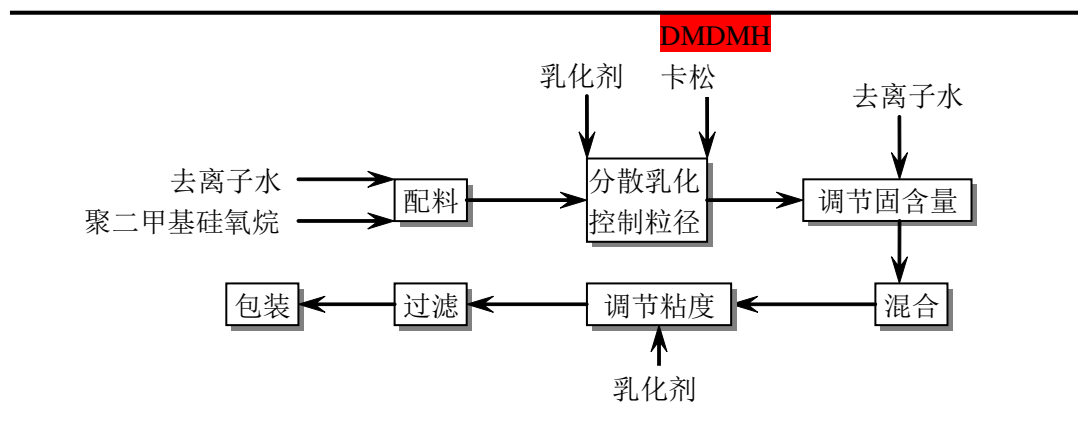 DMDMH
乳化剂
卡松
去离子水
去离子水
聚二甲基硅氧烷
配料
分散乳化
控制粒径
调节固含量
包装
过滤
调节粘度
混合
乳化剂